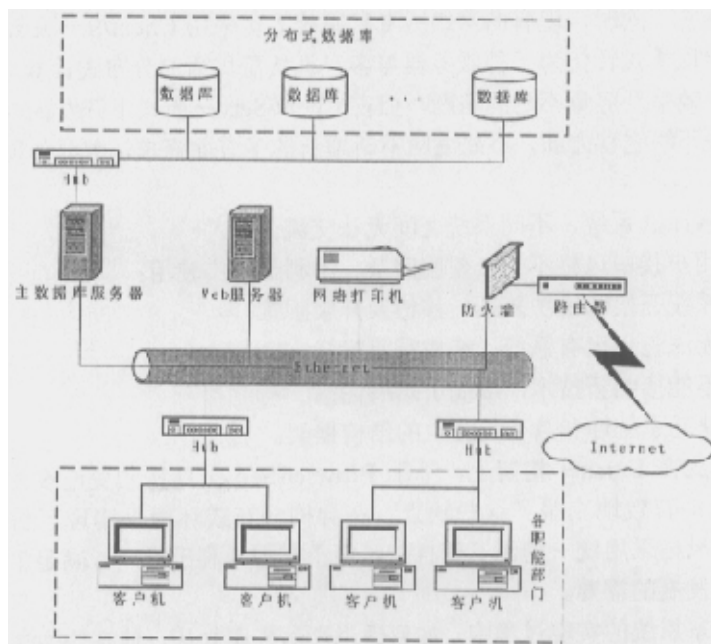 分布式数据库
数据库
数据库
数据库
Hub
主数据库服务器
Web服务器
网络打印机
防火墙
路由器
Ethernet
Hub
Hub
Internet
客户机
客户机
客户机
客户机
各职能部门